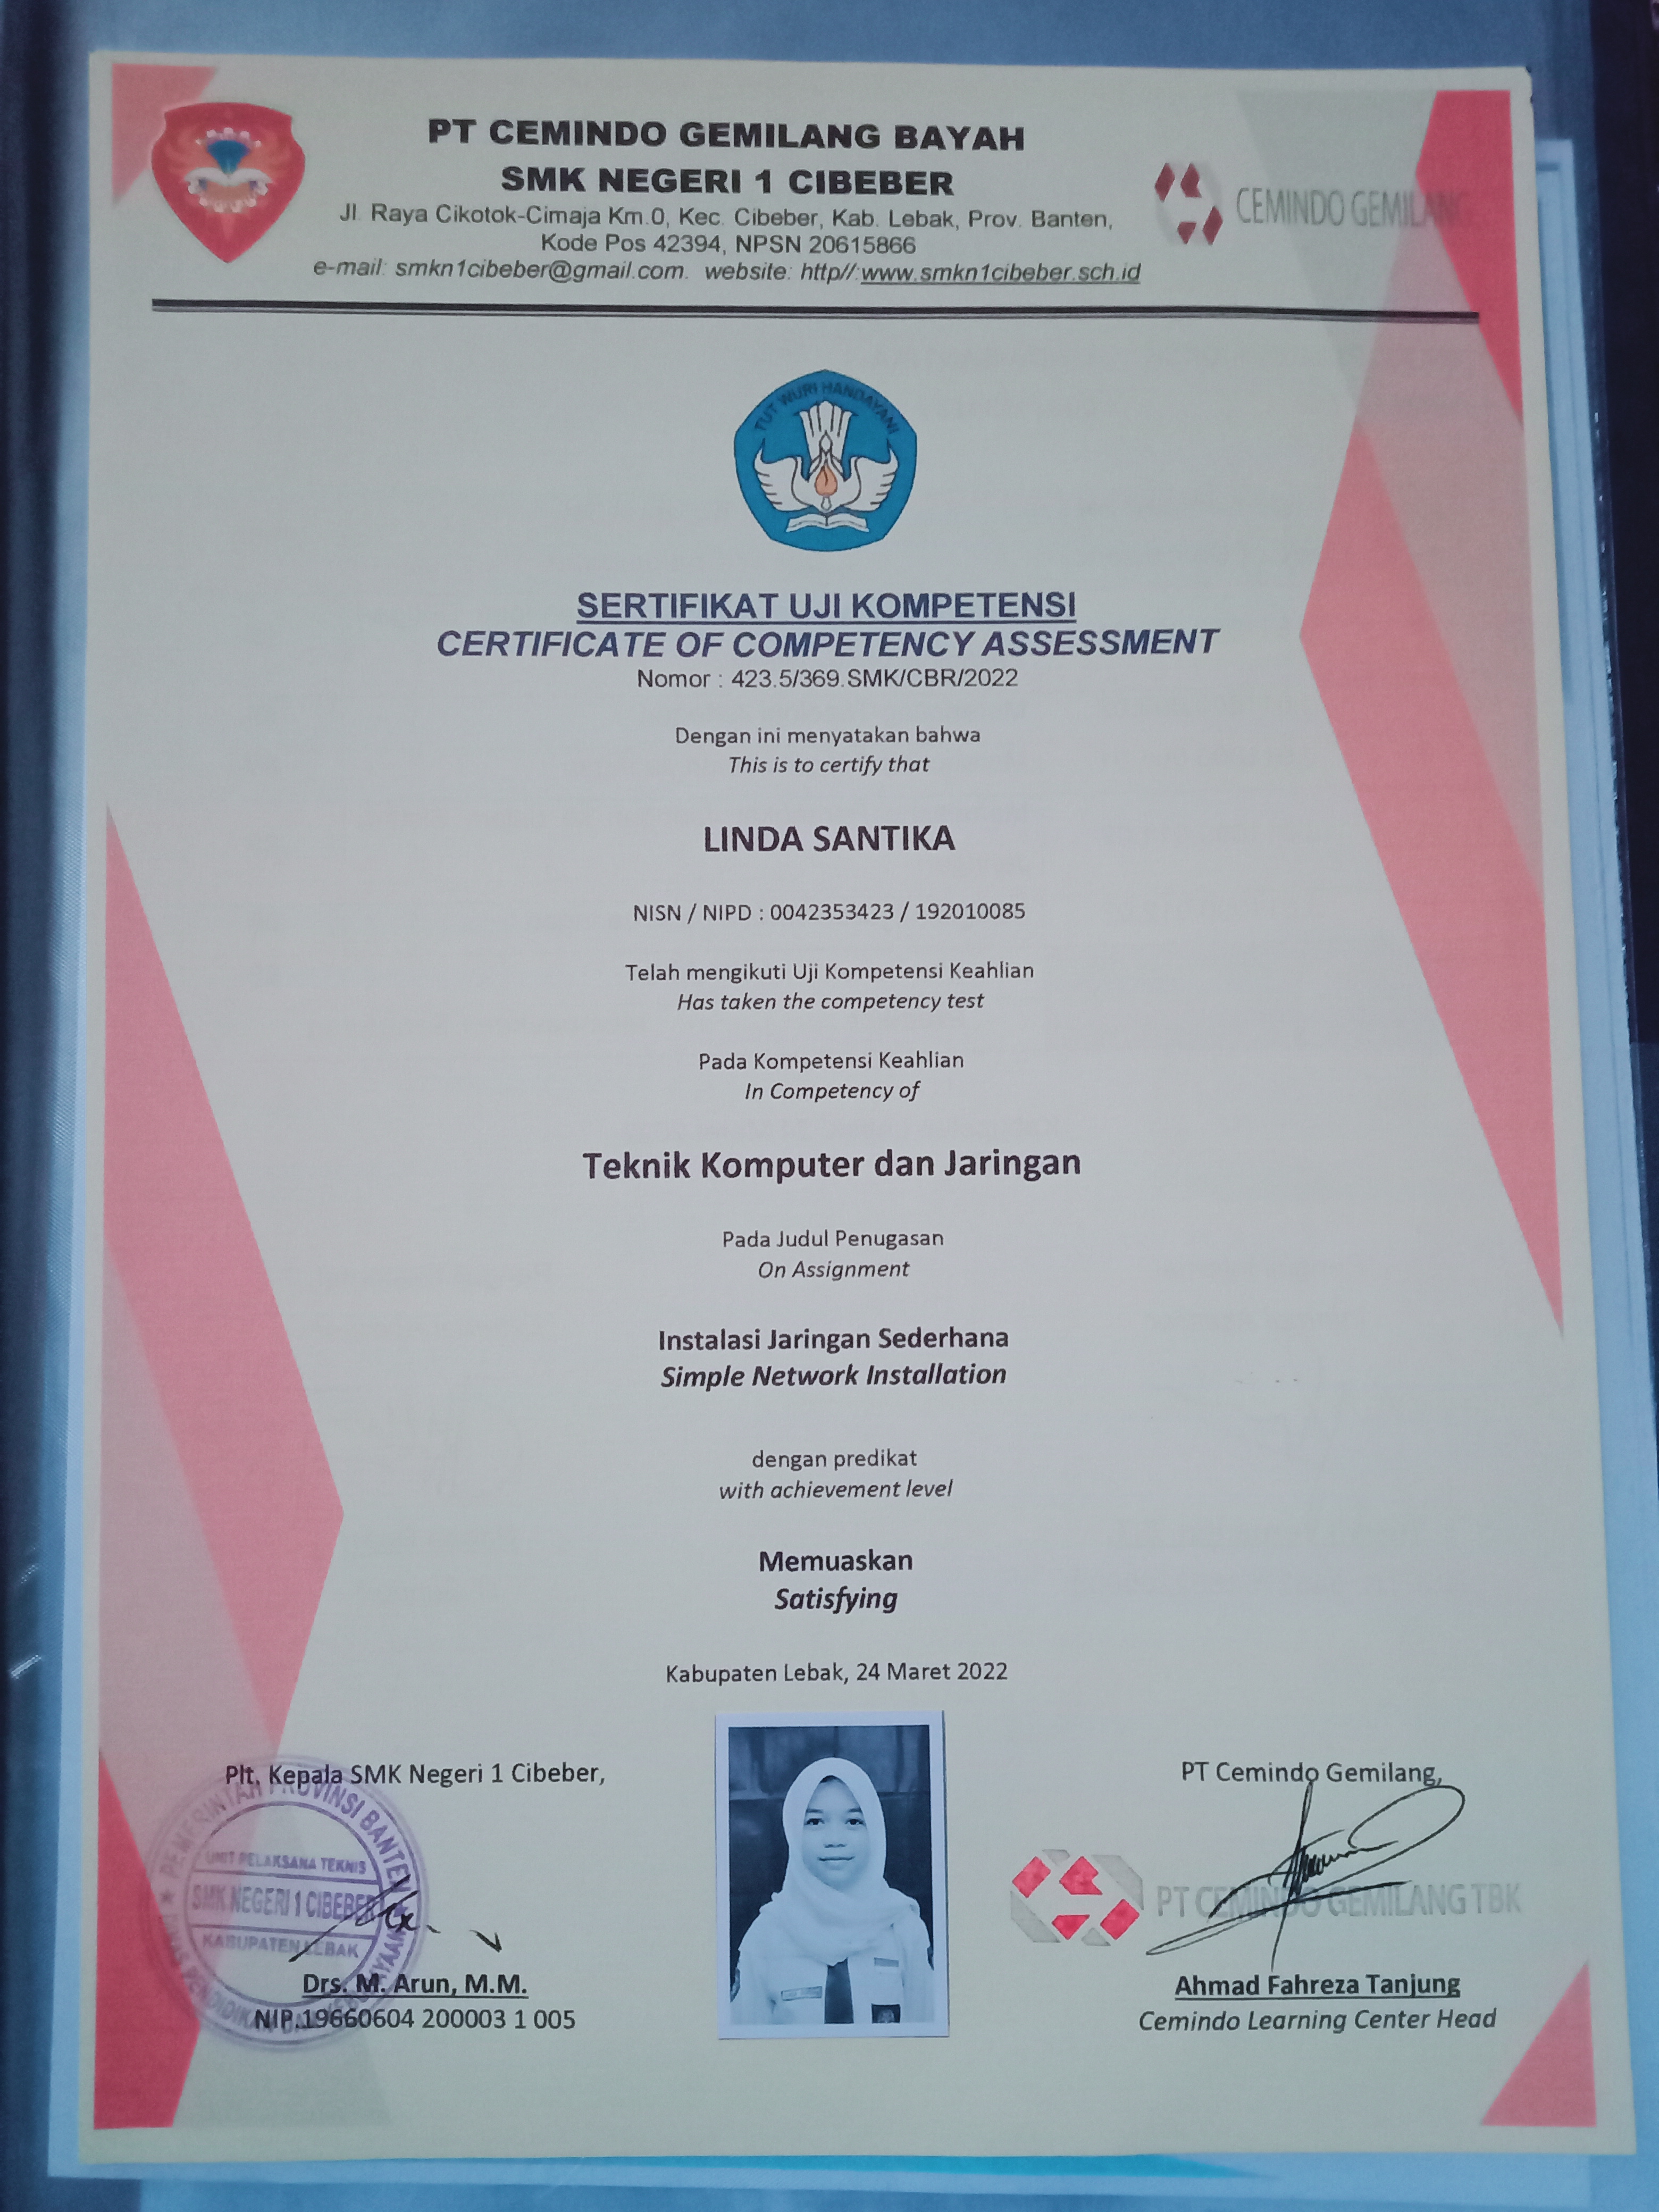 PT CEMINDO GEMILANG BAYAH
SMK NEGERI 1 CIBEBER
Jl. Raya Cikotok-Cimaja Km.0, Kec. Cibeber, Kab. Lebak, Prov. Banten,
Kode Pos 42394, NPSN 20615866
e-mail: smkn1cibeber@gmail.com. website: http//:www.smkn1cibeber.sch.id
CEMINDO GEMILANG
TUT WURI HANDAYANI
SERTIFIKAT UJI KOMPETENSI
CERTIFICATE OF COMPETENCY ASSESSMENT
Nomor : 423.5/369.SMK/CBR/2022
Dengan ini menyatakan bahwa
This is to certify that
LINDA SANTIKA
NISN / NIPD : 0042353423 / 192010085
Telah mengikuti Uji Kompetensi Keahlian
Has taken the competency test
Pada Kompetensi Keahlian
In Competency of
Teknik Komputer dan Jaringan
Pada Judul Penugasan
On Assignment
Instalasi Jaringan Sederhana
Simple Network Installation
dengan predikat
with achievement level
Memuaskan
Satisfying
Kabupaten Lebak, 24 Maret 2022
Plt. Kepala SMK Negeri 1 Cibeber,
PEMERINTAH PROVINSI BANTEN
UNIT PELAKSANA TEKNIS
SMK NEGERI 1 CIBEBER
KABUPATEN LEBAK
Drs. M. Arun, M.M.
NIP.19660604 200003 1 005
PT Cemindo Gemilang,
PT CEMINDO GEMILANG TBK
Ahmad Fahreza Tanjung
Cemindo Learning Center Head